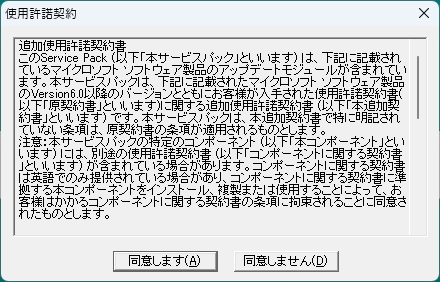 使用許諾契約
追加使用許諾契約書
このService Pack (以下「本サービスパック」といいます) は、下記に記載され
ているマイクロソフト ソフトウェア製品のアップデートモジュールが含まれてい
ます。本サービスパックは、下記に記載されたマイクロソフト ソフトウェア製品
のVersion6.0以降のバージョンとともにお客様が入手された使用許諾契約書(
以下「原契約書」といいます)に関する追加使用許諾契約書 (以下「本追加契
約書」といいます) です。本サービスパックは、本追加契約書で特に明記され
ていない条項は、原契約書の条項が適用されるものとします。
注意:本サービスパックの特定のコンポーネント (以下「本コンポーネント」とい
います) には、別途の使用許諾契約書 (以下「コンポーネントに関する契約書
」といいます) が含まれている場合があります。コンポーネントに関する契約書
は英語でのみ提供されている場合があり、コンポーネントに関する契約書に準
拠する本コンポーネントをインストール、複製または使用することによって、お
客様はかかるコンポーネントに関する契約書の条項に拘束されることに同意さ
れたものとします。
同意します(A) 同意しません(D)